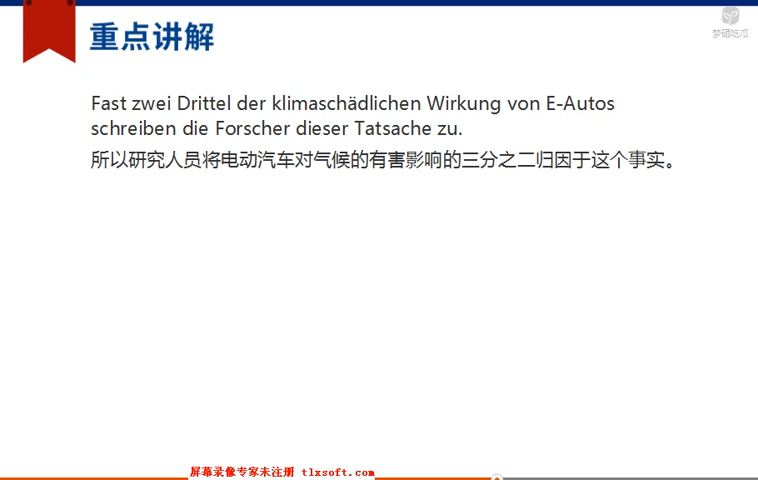 重点讲解
梦硒吃瓜
Fast zwei Drittel der klimaschädlichen Wirkung von E-Autos
schreiben die Forscher dieser Tatsache zu.
所以研究人员将电动汽车对气候的有害影响的三分之二归因于这个事实。
屏幕录像专家未注册 tlxsoft.com